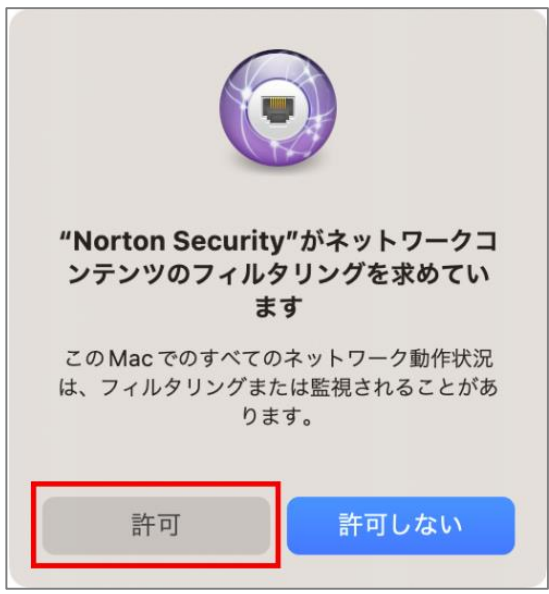 “Norton Security”がネットワークコ
ンテンツのフィルタリングを求めてい
ます
このMacでのすべてのネットワーク動作状況
は、フィルタリングまたは監視されることがあ
ります。
許可
許可しない